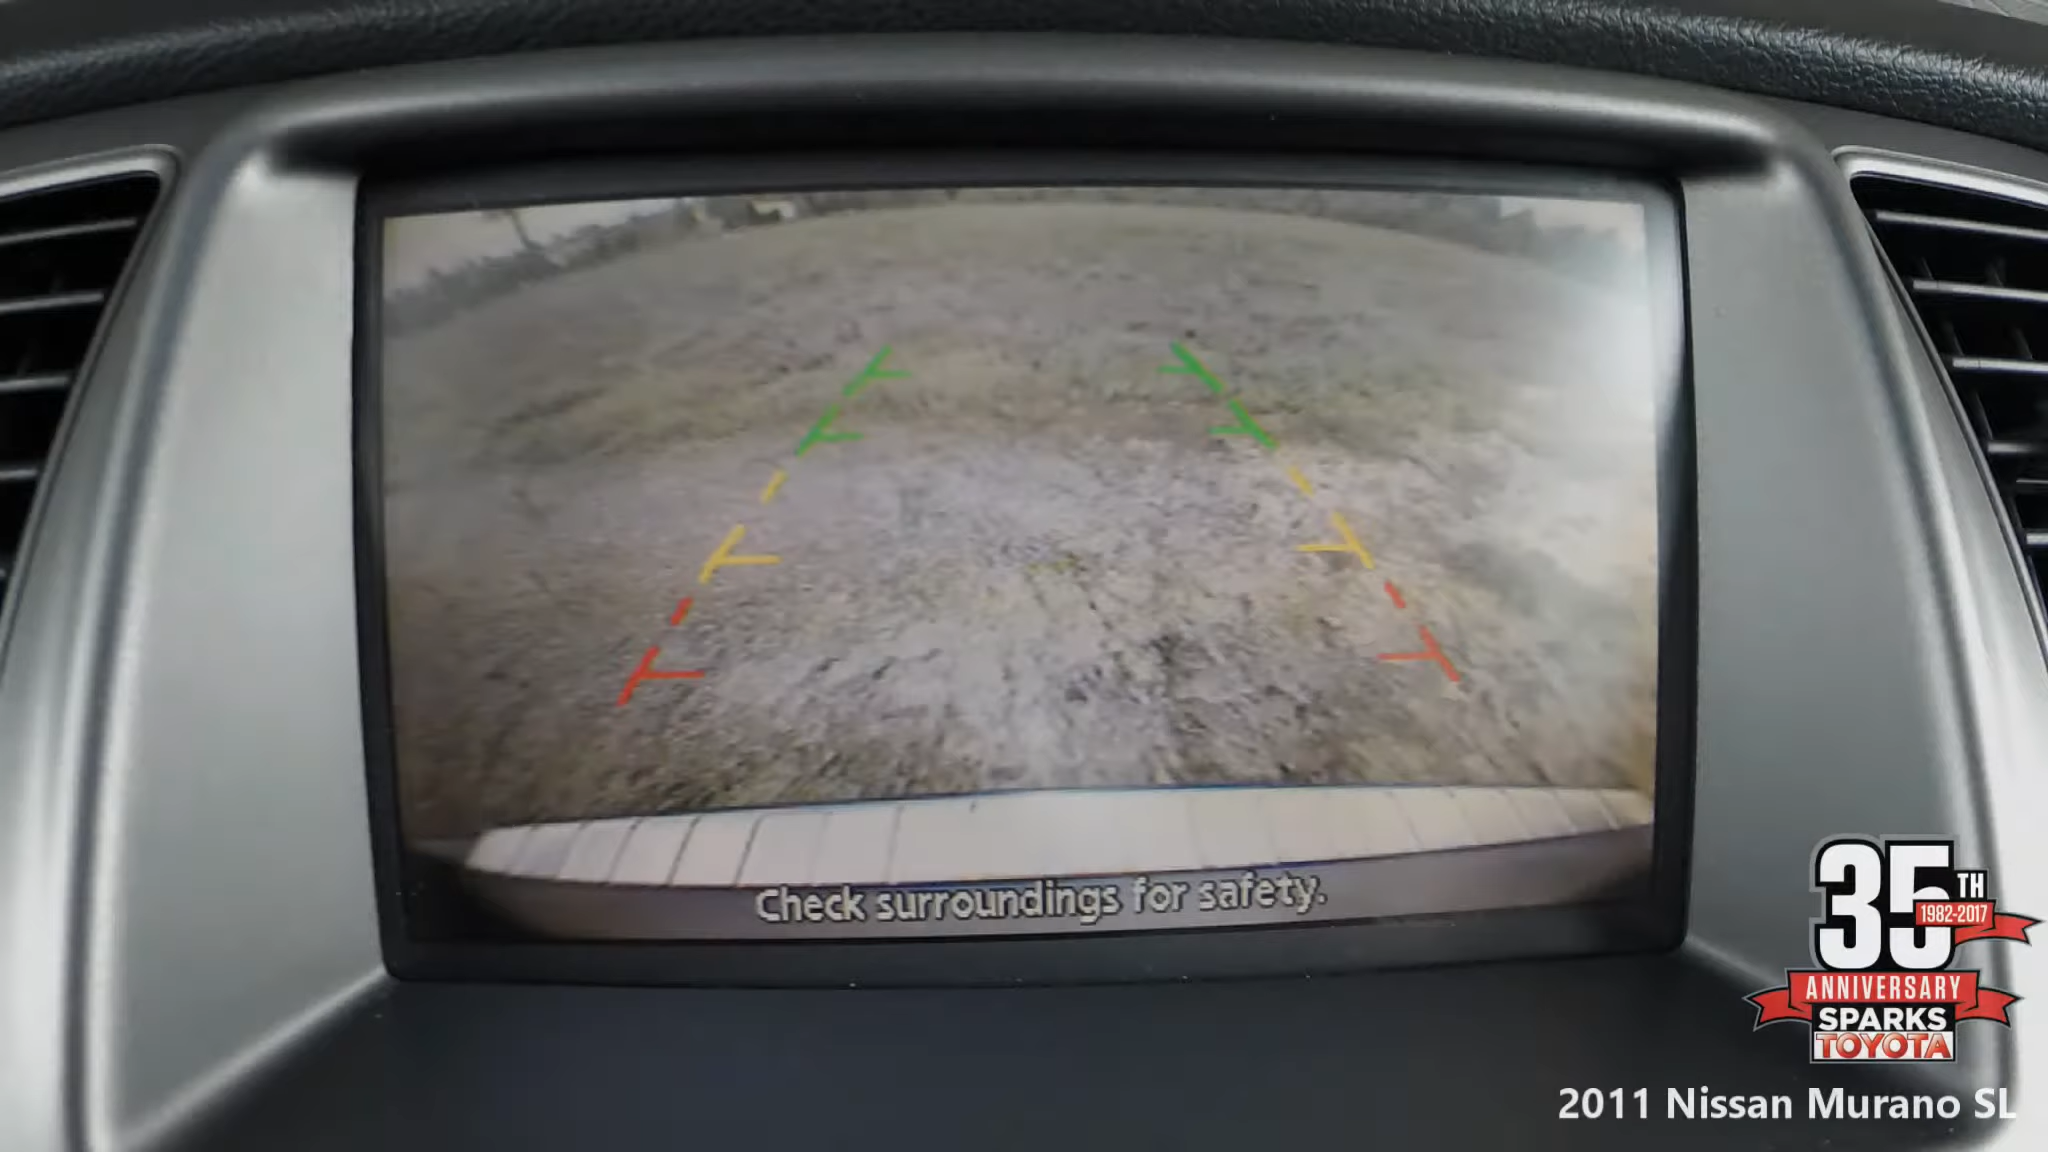 Check surroundings for safety.
35TH
1982-2017
ANNIVERSARY
SPARKS
TOYOTA
2011 Nissan Murano SL